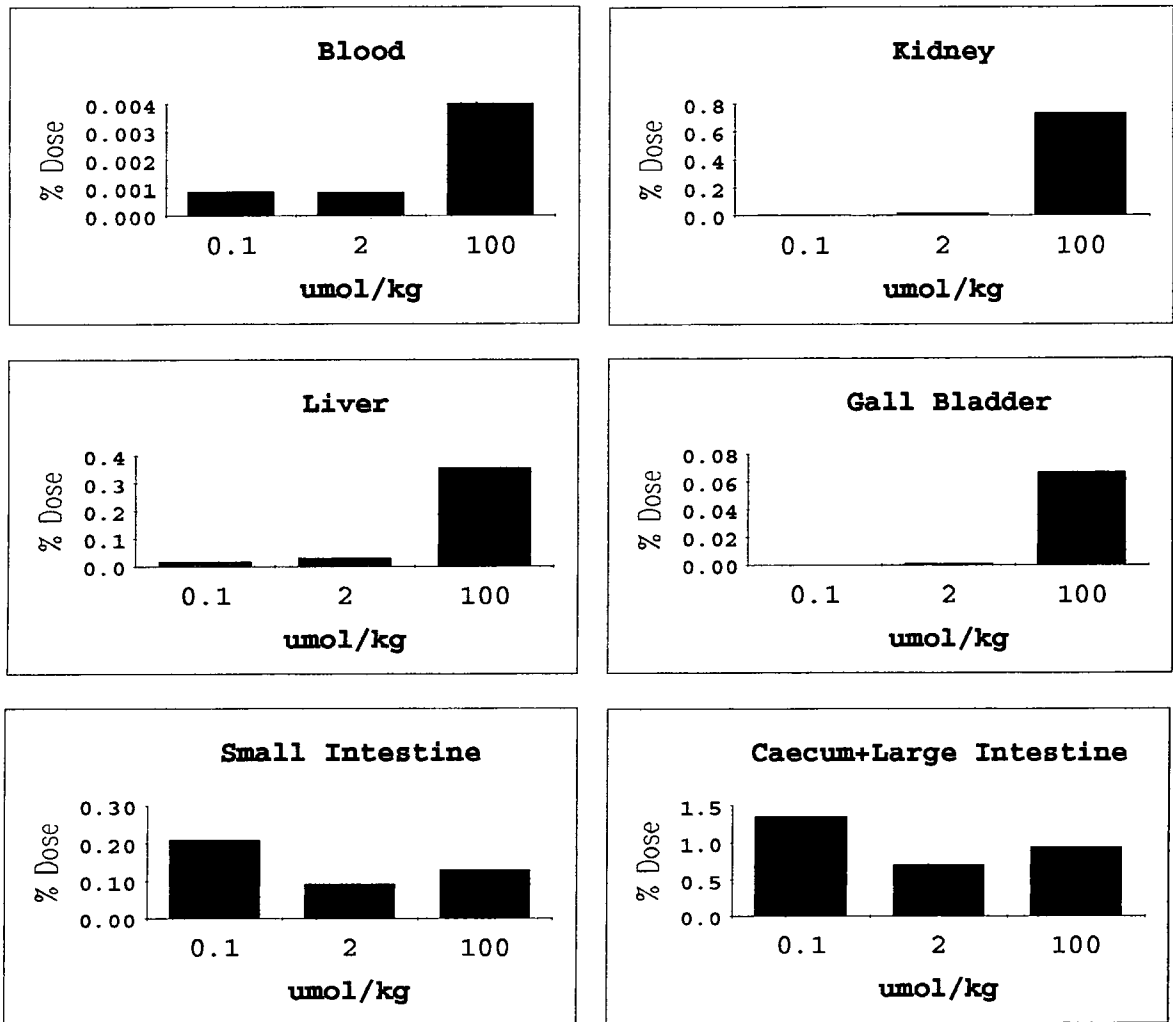 Blood
% Dose
0.004
0.003
0.002
0.001
0.000
0.1 2 100
umol/kg
Kidney
% Dose
0.8
0.6
0.4
0.2
0.0
0.1 2 100
umol/kg
Liver
% Dose
0.4
0.3
0.2
0.1
0.0
0.1 2 100
umol/kg
Gall Bladder
% Dose
0.08
0.06
0.04
0.02
0.00
0.1 2 100
umol/kg
Small Intestine
% Dose
0.30
0.20
0.10
0.00
0.1 2 100
umol/kg
Caecum+Large Intestine
% Dose
1.5
1.0
0.5
0.0
0.1 2 100
umol/kg